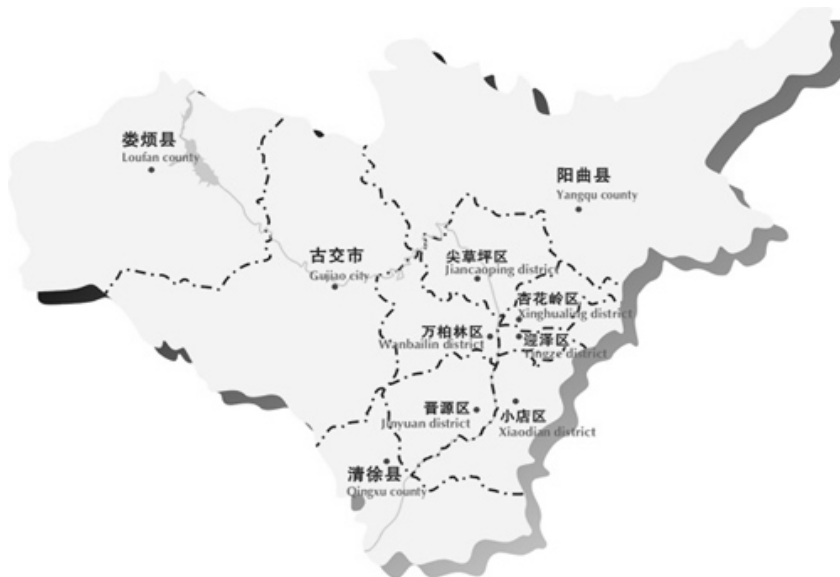 娄烦县
Loufan county
阳曲县
Yangqu county
古交市
Gujiao city
尖草坪区
Jiancaoping district
杏花岭区
Xinghualing district
万柏林区
Wanbailin district
迎泽区
Yingze district
晋源区
Jinyuan district
小店区
Xiaodian district
清徐县
Qingxu county